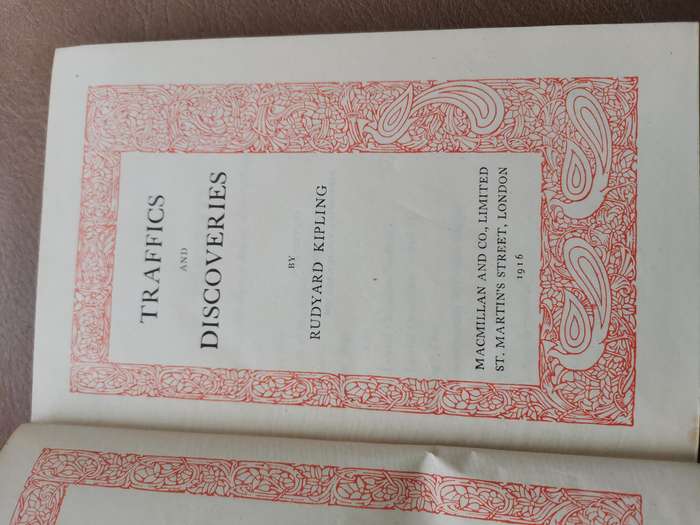 TRAFFICS
AND
DISCOVERIES
BY
RUDYARD KIPLING
MACMILLAN AND CO., LIMITED
ST. MARTIN'S STREET, LONDON
1916